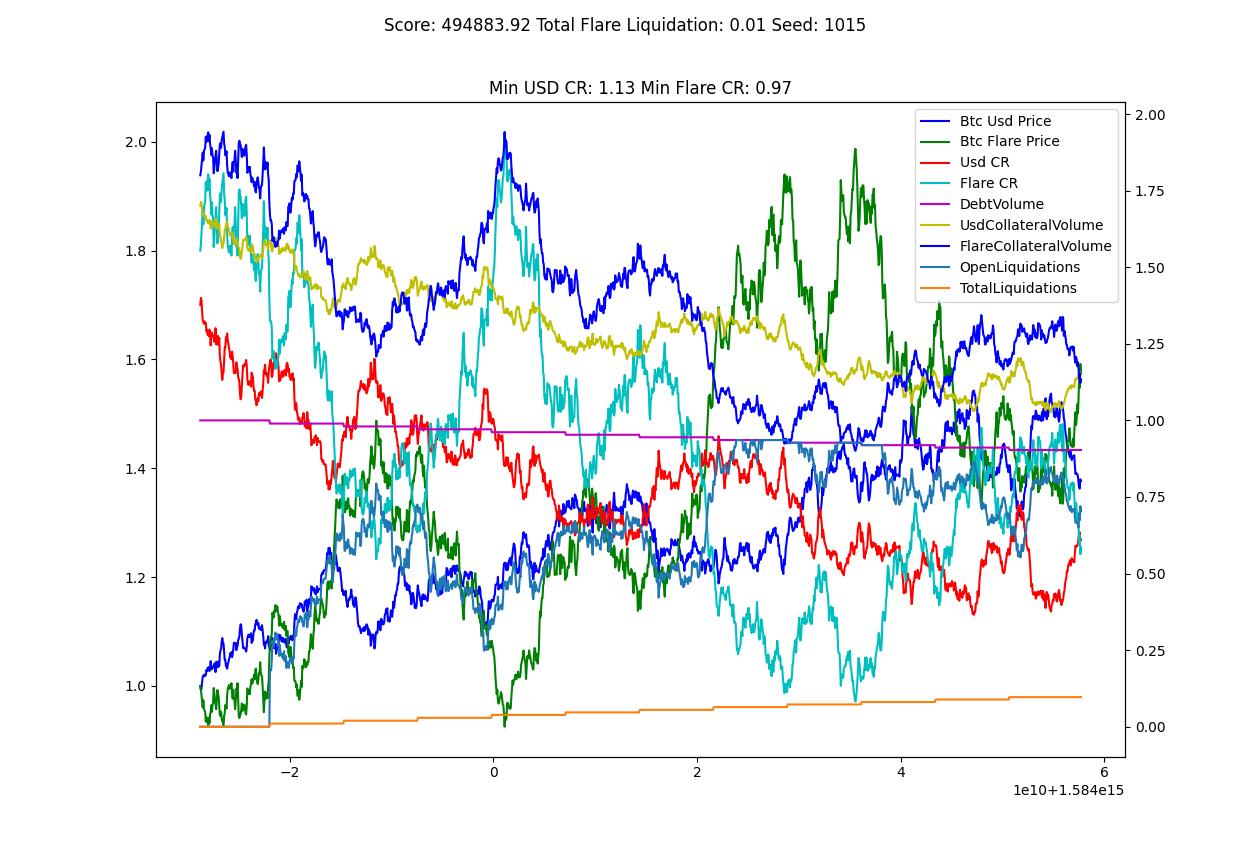 Score: 494883.92 Total Flare Liquidation: 0.01 Seed: 1015
Min USD CR: 1.13 Min Flare CR: 0.97
Btc Usd Price
Btc Flare Price
Usd CR
Flare CR
DebtVolume
UsdCollateralVolume
FlareCollateralVolume
OpenLiquidations
TotalLiquidations
2.0
1.8
1.6
1.4
1.2
1.0
2.00
1.75
1.50
1.25
1.00
0.75
0.50
0.25
0.00
−2
0
2
4
6
1e10+1.584e15